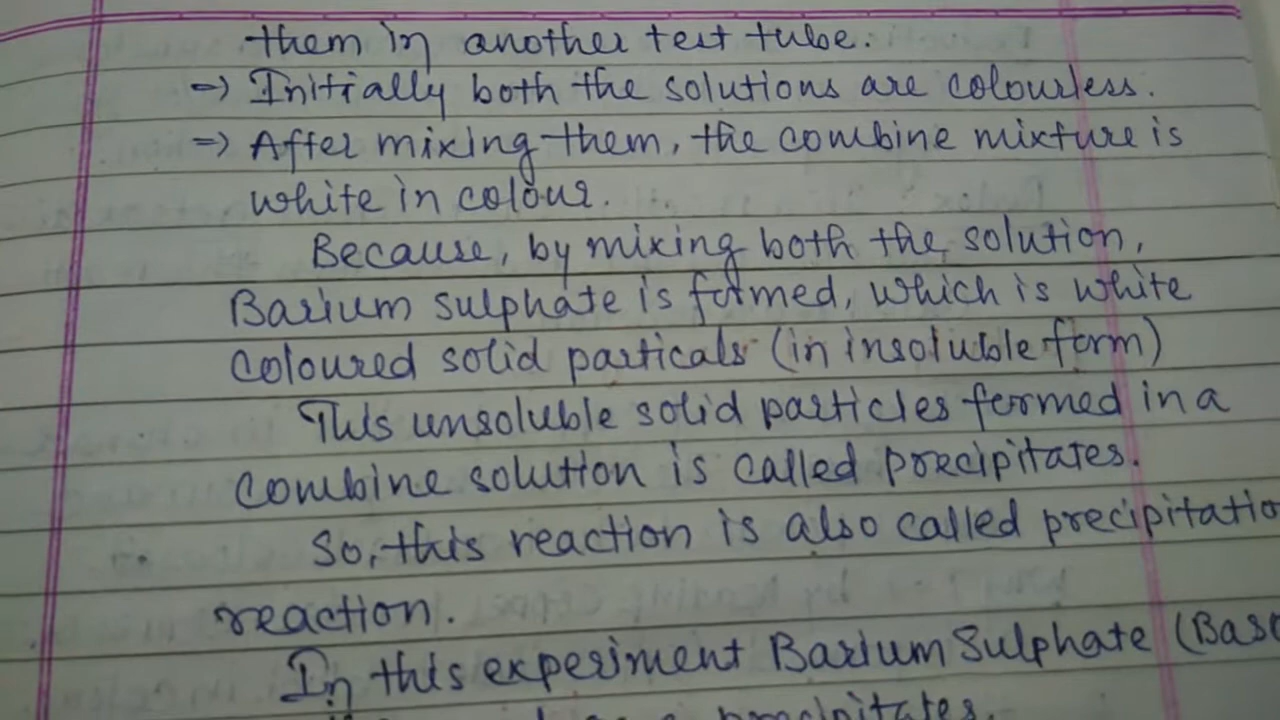 them in another test tube.
⇒ Initially both the solutions are colourless.
⇒ After mixing them, the combine mixture is
white in colour.
Because, by mixing both the solution,
Barium sulphate is formed, which is white
coloured solid particals (in insoluble form)
This unsoluble solid particles formed in a
combine solution is called precipitates.
So, this reaction is also called precipitatio
reaction.
In this experiment Barium Sulphate (Bas
precipitates.